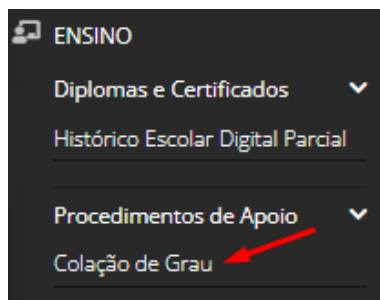 ENSINO
Diplomas e Certificados
Histórico Escolar Digital Parcial
Procedimentos de Apoio
Colação de Grau